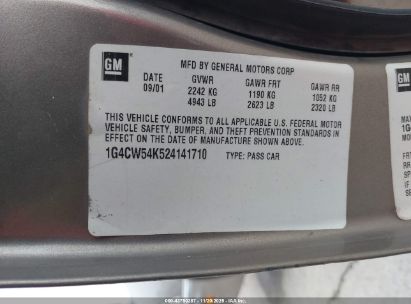 GM
MFD BY GENERAL MOTORS CORP
DATE GVWR GAWR FRT GAWR RR
09/01 2242 KG 1190 KG 1052 KG
4943 LB 2623 LB 2320 LB
THIS VEHICLE CONFORMS TO ALL APPLICABLE U.S. FEDERAL MOTOR
VEHICLE SAFETY, BUMPER, AND THEFT PREVENTION STANDARDS IN
EFFECT ON THE DATE OF MANUFACTURE SHOWN ABOVE.
1G4CW54K524141710 TYPE: PASS CAR
GM